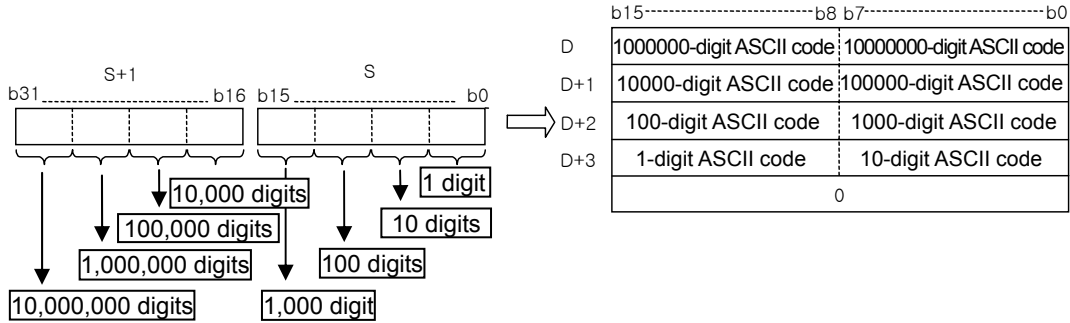 S+1
S
b31
b16
b15
b0
10,000 digits
1 digit
100,000 digits
10 digits
1,000,000 digits
100 digits
10,000,000 digits
1,000 digit
b15
b8
b7
b0
D
1000000-digit ASCII code
10000000-digit ASCII code
D+1
10000-digit ASCII code
100000-digit ASCII code
D+2
100-digit ASCII code
1000-digit ASCII code
D+3
1-digit ASCII code
10-digit ASCII code
0